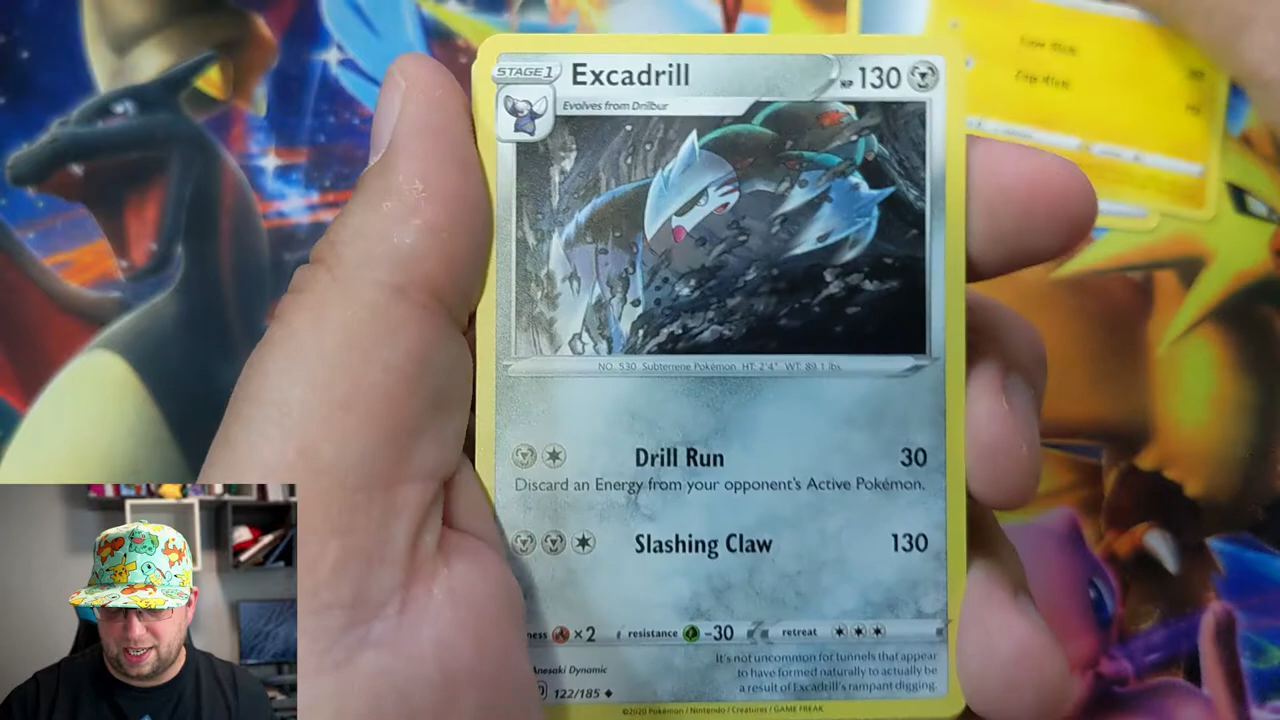 STAGE 1 Excadrill HP 130
Evolves from Drilbur
NO. 530 Subterrene Pokémon HT: 2'4" WT: 89.1 lbs.
Drill Run 30
Discard an Energy from your opponent's Active Pokémon.
Slashing Claw 130
ness ×2 resistance -30 retreat
Anesaki Dynamic
122/185
It's not uncommon for tunnels that appear
to have formed naturally to actually be
a result of Excadrill's rampant digging.
©2020 Pokémon / Nintendo / Creatures / GAME FREAK
Low Kick